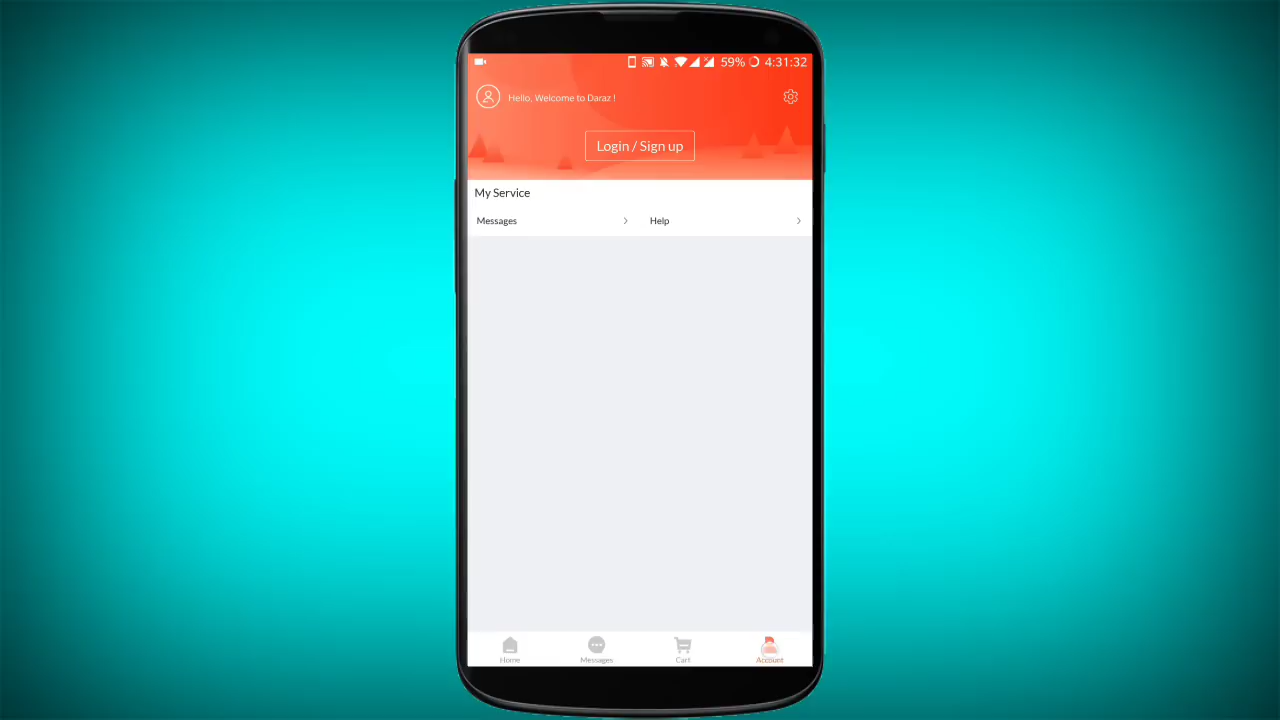 59% 4:31:32
Hello, Welcome to Daraz !
Login / Sign up
My Service
Messages
Help
Home
Messages
Cart
Account